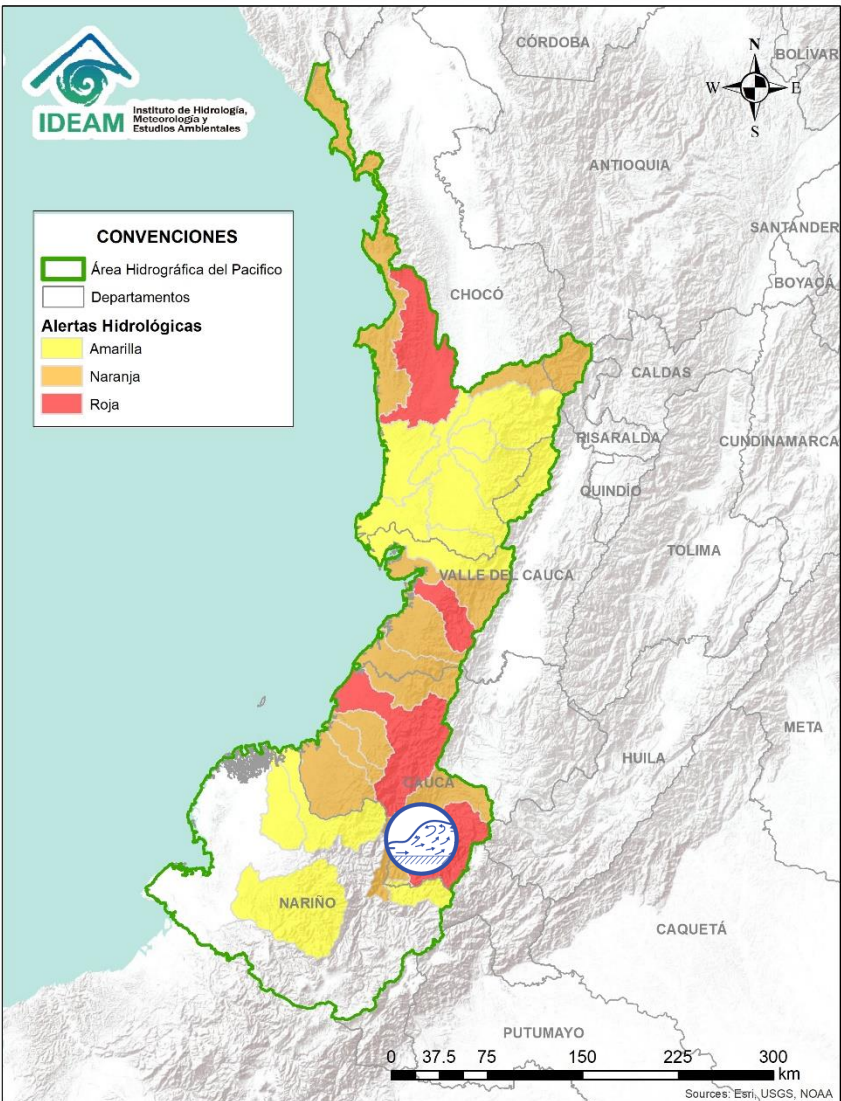 IDEAM
Instituto de Hidrología,
Meteorología y
Estudios Ambientales
N
W
E
S
CÓRDOBA
BOLÍVAR
ANTIOQUIA
SANTANDER
BOYACÁ
CONVENCIONES
Área Hidrográfica del Pacifico
Departamentos
Alertas Hidrológicas
Amarilla
Naranja
Roja
CHOCÓ
CALDAS
RISARALDA
CUNDINAMARCA
QUINDÍO
TOLIMA
VALLE DEL CAUCA
META
HUILA
CAUCA
NARIÑO
CAQUETÁ
PUTUMAYO
0 37.5 75 150 225 300
km
Sources: Esri, USGS, NOAA